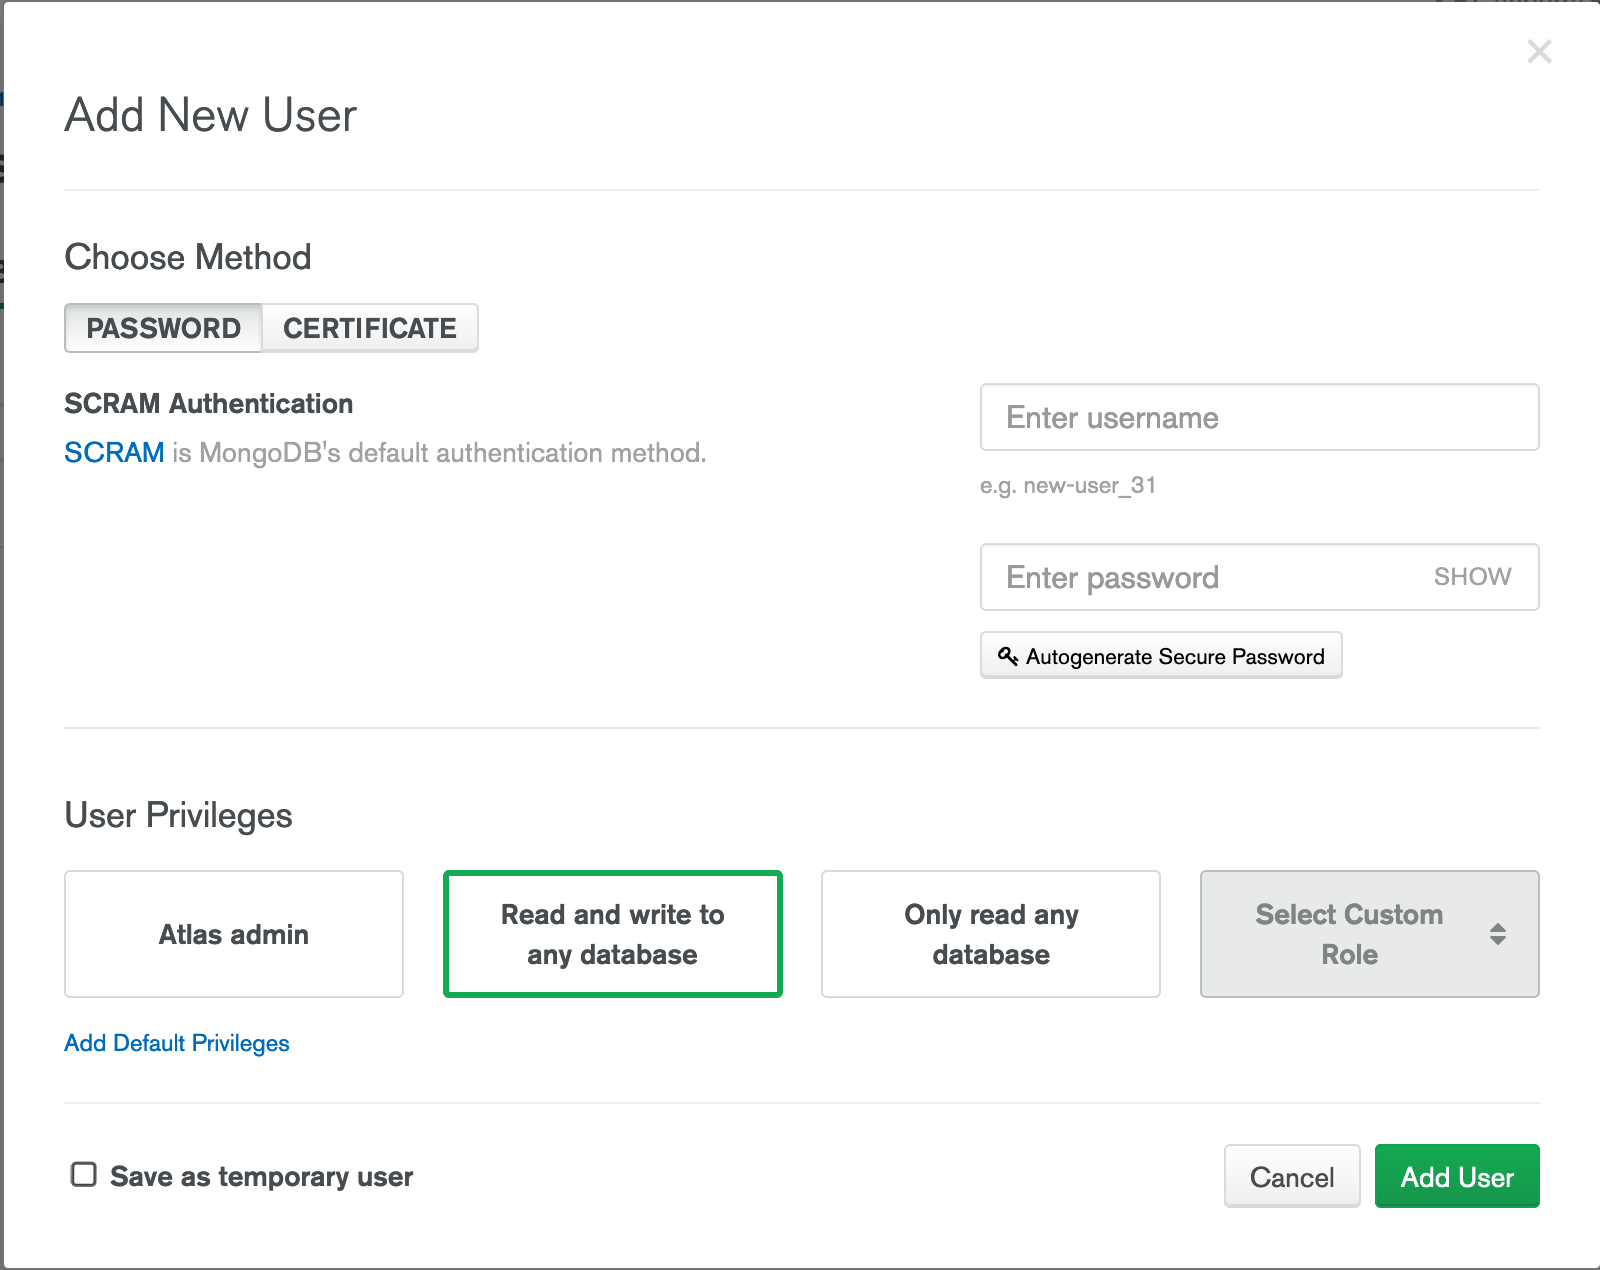 Add New User
Choose Method
PASSWORD CERTIFICATE
SCRAM Authentication
SCRAM is MongoDB's default authentication method.
Enter username
e.g. new-user_31
Enter password SHOW
Autogenerate Secure Password
User Privileges
Atlas admin
Read and write to
any database
Only read any
database
Select Custom
Role
Add Default Privileges
Save as temporary user
Cancel
Add User